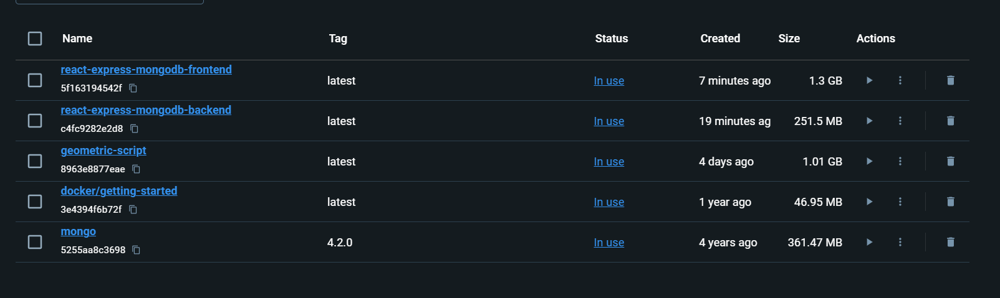 Name Tag Status Created Size Actions
react-express-mongodb-frontend
5f163194542f
latest In use 7 minutes ago 1.3 GB
react-express-mongodb-backend
c4fc9282e2d8
latest In use 19 minutes ag 251.5 MB
geometric-script
8963e8877eae
latest In use 4 days ago 1.01 GB
docker/getting-started
3e4394f6b72f
latest In use 1 year ago 46.95 MB
mongo
5255aa8c3698
4.2.0 In use 4 years ago 361.47 MB